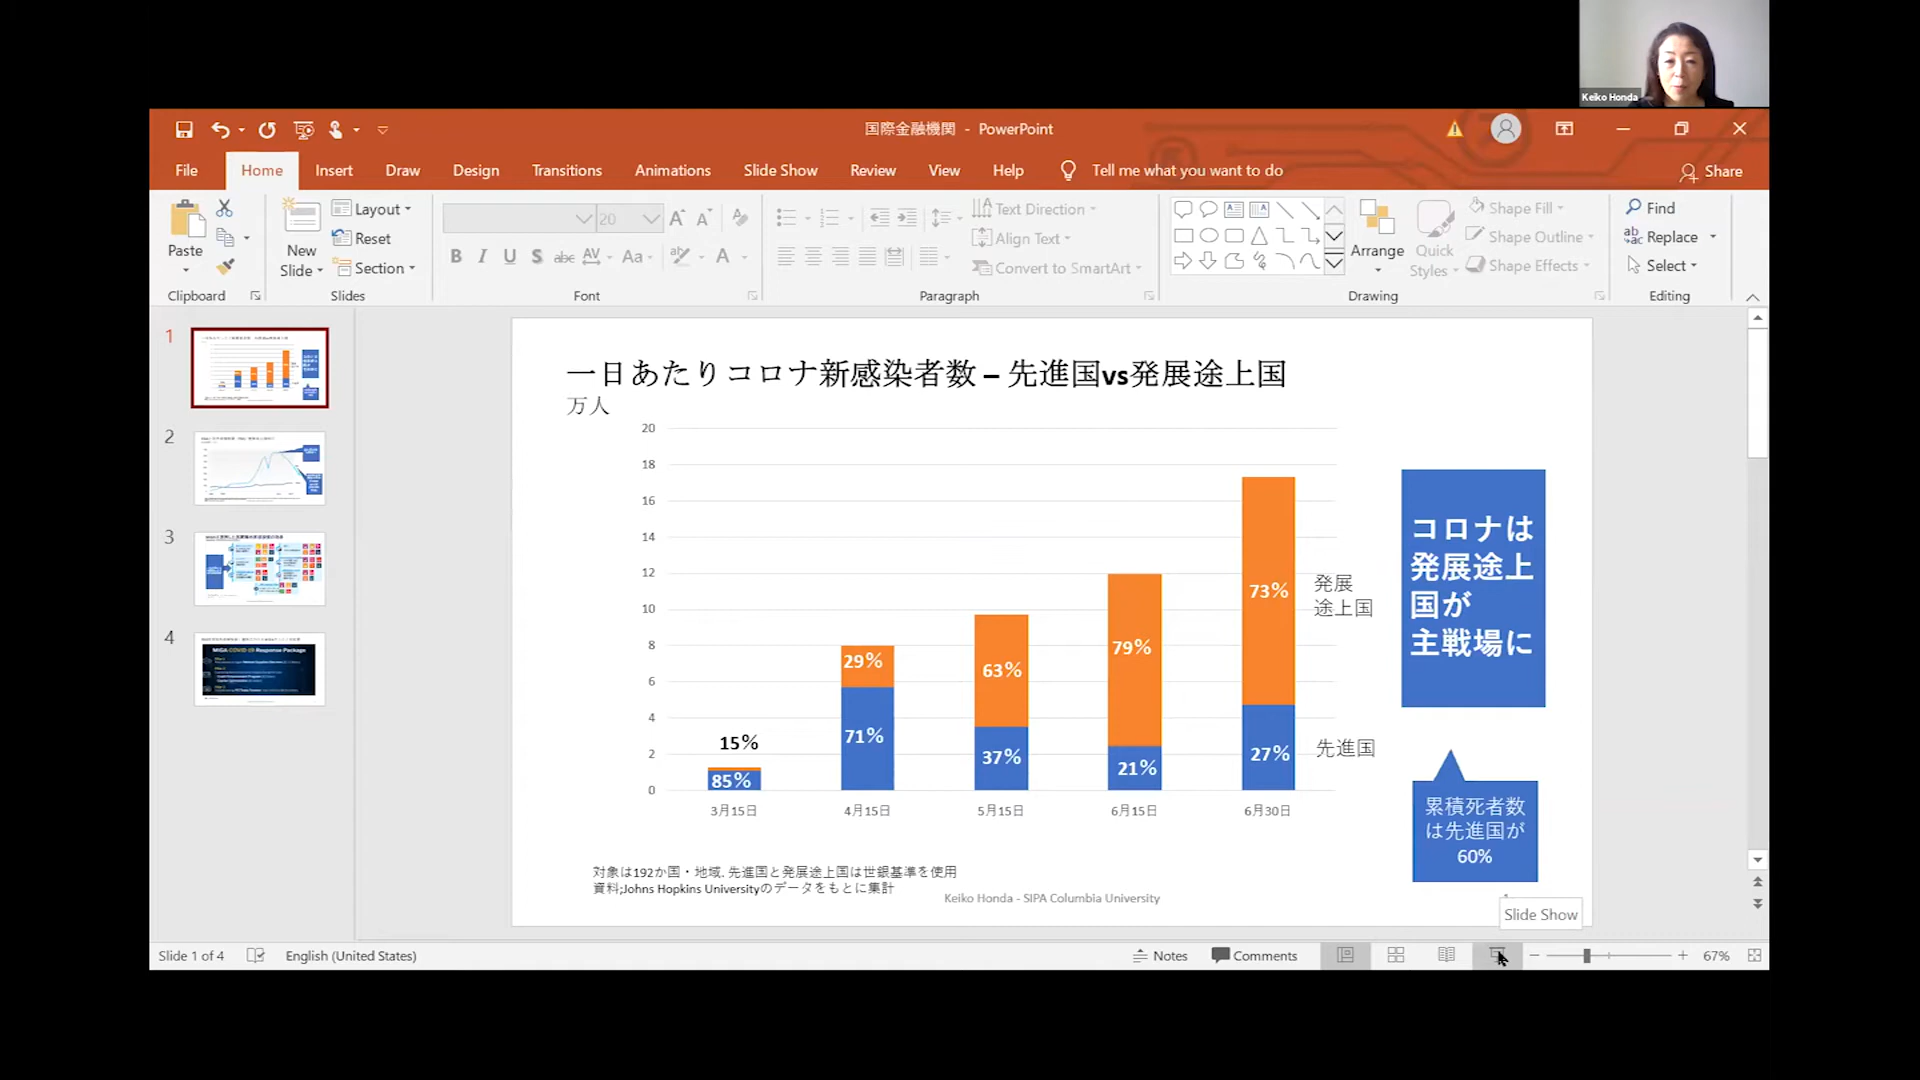 Keiko Honda
国際金融機関 - PowerPoint
File Home Insert Draw Design Transitions Animations Slide Show Review View Help Tell me what you want to do Share
Paste
Clipboard
New Slide
Layout
Reset
Section
Slides
20
Font
Text Direction
Align Text
Convert to SmartArt
Paragraph
Arrange
Quick Styles
Shape Fill
Shape Outline
Shape Effects
Drawing
Find
Replace
Select
Editing
1
2
3
4
MIGA COVID-19 Response Package
一日あたりコロナ新感染者数 – 先進国vs発展途上国
万人
20
18
16
14
12
10
8
6
4
2
0
15%
85%
29%
71%
63%
37%
79%
21%
73%
27%
発展
途上国
先進国
3月15日 4月15日 5月15日 6月15日 6月30日
コロナは
発展途上
国が
主戦場に
累積死者数
は先進国が
60%
対象は192か国・地域. 先進国と発展途上国は世銀基準を使用
資料;Johns Hopkins Universityのデータをもとに集計
Keiko Honda - SIPA Columbia University
Slide Show
Slide 1 of 4 English (United States) Notes Comments 67%